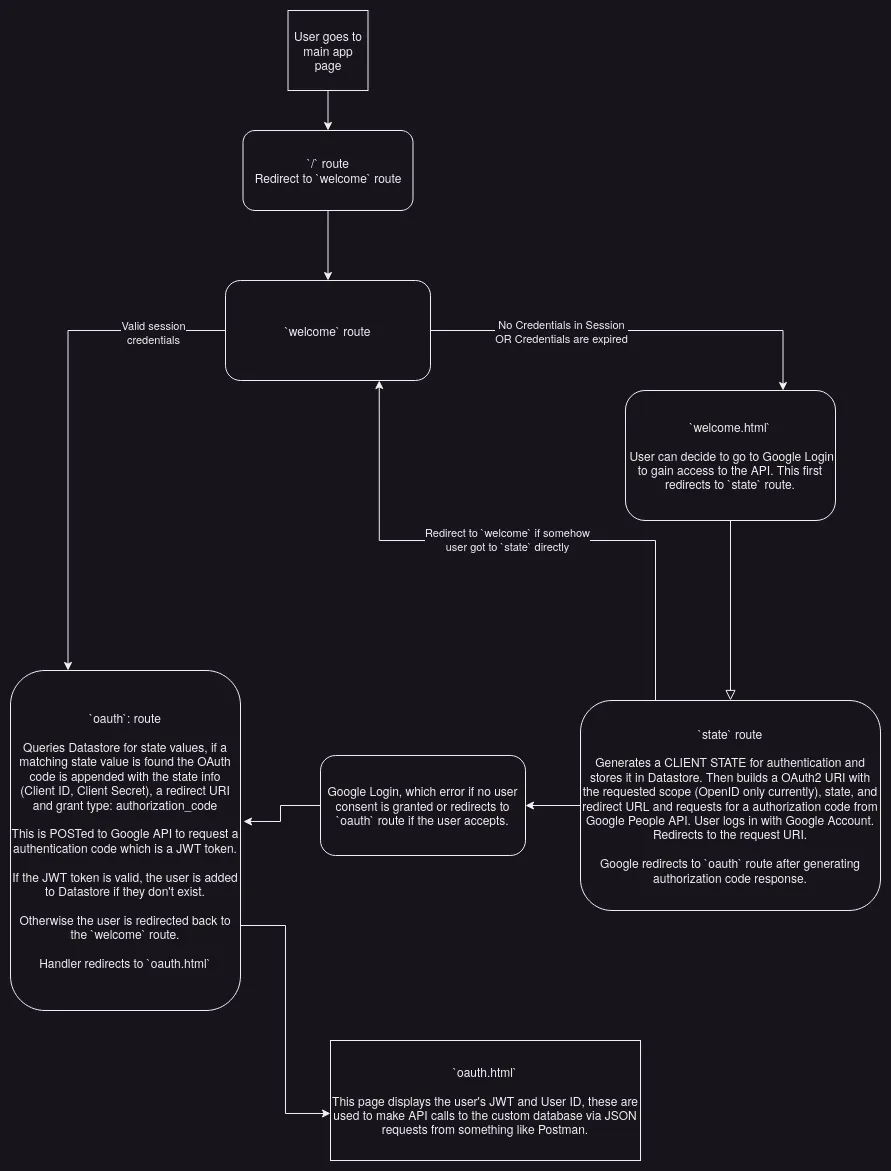 User goes to
main app
page
`/` route
Redirect to `welcome` route
`welcome` route
Valid session
credentials
No Credentials in Session
OR Credentials are expired
`welcome.html`
User can decide to go to Google Login
to gain access to the API. This first
redirects to `state` route.
Redirect to `welcome` if somehow
user got to `state` directly
`oauth`: route
Queries Datastore for state values, if a
matching state value is found the OAuth
code is appended with the state info
(Client ID, Client Secret), a redirect URI
and grant type: authorization_code
This is POSTed to Google API to request a
authentication code which is a JWT token.
If the JWT token is valid, the user is added
to Datastore if they don't exist.
Otherwise the user is redirected back to
the `welcome` route.
Handler redirects to `oauth.html`
Google Login, which error if no user
consent is granted or redirects to
`oauth` route if the user accepts.
`state` route
Generates a CLIENT STATE for authentication and
stores it in Datastore. Then builds a OAuth2 URI with
the requested scope (OpenID only currently), state, and
redirect URL and requests for a authorization code from
Google People API. User logs in with Google Account.
Redirects to the request URI.
Google redirects to `oauth` route after generating
authorization code response.
`oauth.html`
This page displays the user's JWT and User ID, these are
used to make API calls to the custom database via JSON
requests from something like Postman.